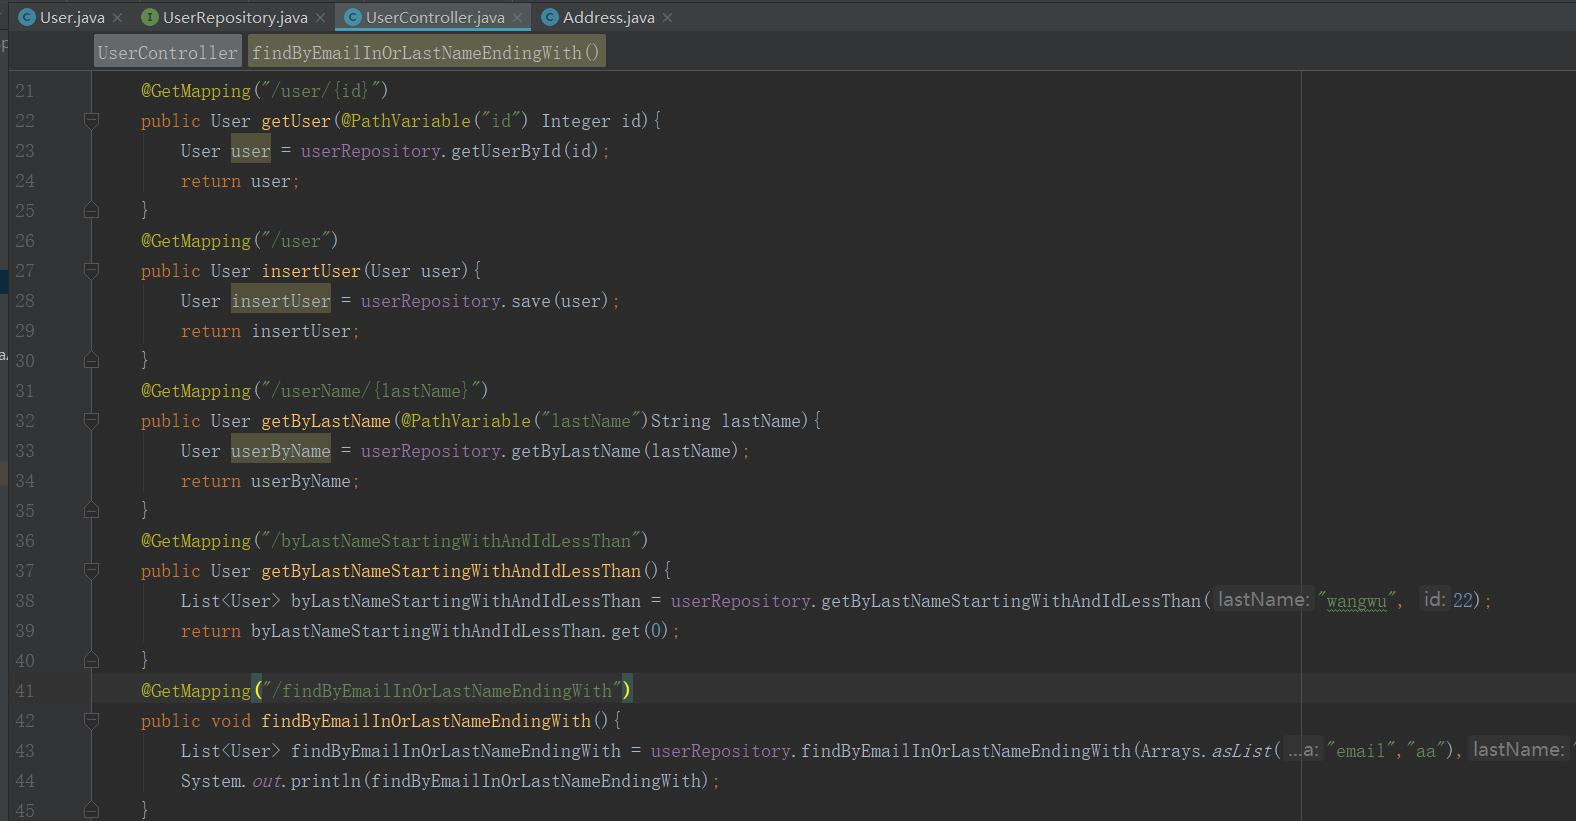 User.java UserRepository.java UserController.java Address.java
UserController findByEmailInOrLastNameEndingWith()
21 @GetMapping("/user/{id}")
22 public User getUser(@PathVariable("id") Integer id){
23 User user = userRepository.getUserById(id);
24 return user;
25 }
26 @GetMapping("/user")
27 public User insertUser(User user){
28 User insertUser = userRepository.save(user);
29 return insertUser;
30 }
31 @GetMapping("/userName/{lastName}")
32 public User getByLastName(@PathVariable("lastName")String lastName){
33 User userByName = userRepository.getByLastName(lastName);
34 return userByName;
35 }
36 @GetMapping("/byLastNameStartingWithAndIdLessThan")
37 public User getByLastNameStartingWithAndIdLessThan(){
38 List<User> byLastNameStartingWithAndIdLessThan = userRepository.getByLastNameStartingWithAndIdLessThan( lastName: "wangwu", id: 22);
39 return byLastNameStartingWithAndIdLessThan.get(0);
40 }
41 @GetMapping("/findByEmailInOrLastNameEndingWith")
42 public void findByEmailInOrLastNameEndingWith(){
43 List<User> findByEmailInOrLastNameEndingWith = userRepository.findByEmailInOrLastNameEndingWith(Arrays.asList( ...a: "email","aa"), lastName: "
44 System.out.println(findByEmailInOrLastNameEndingWith);
45 }